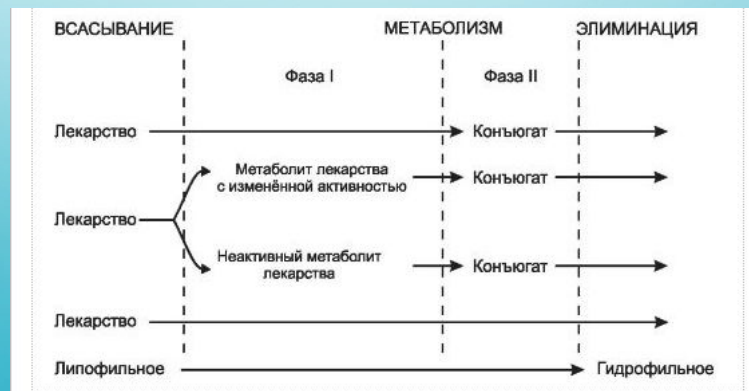 ВСАСЫВАНИЕ МЕТАБОЛИЗМ ЭЛИМИНАЦИЯ
Фаза I Фаза II
Лекарство Конъюгат
Метаболит лекарства
с изменённой активностью
Конъюгат
Лекарство
Неактивный метаболит
лекарства
Конъюгат
Лекарство
Липофильное Гидрофильное